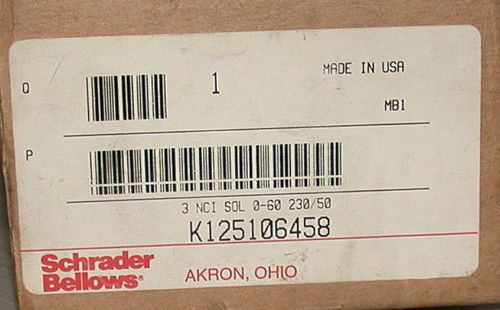 Q 1 MADE IN USA
MB1
P
3 NCI SOL 0-60 230/50
K125106458
Schrader
Bellows®
AKRON, OHIO